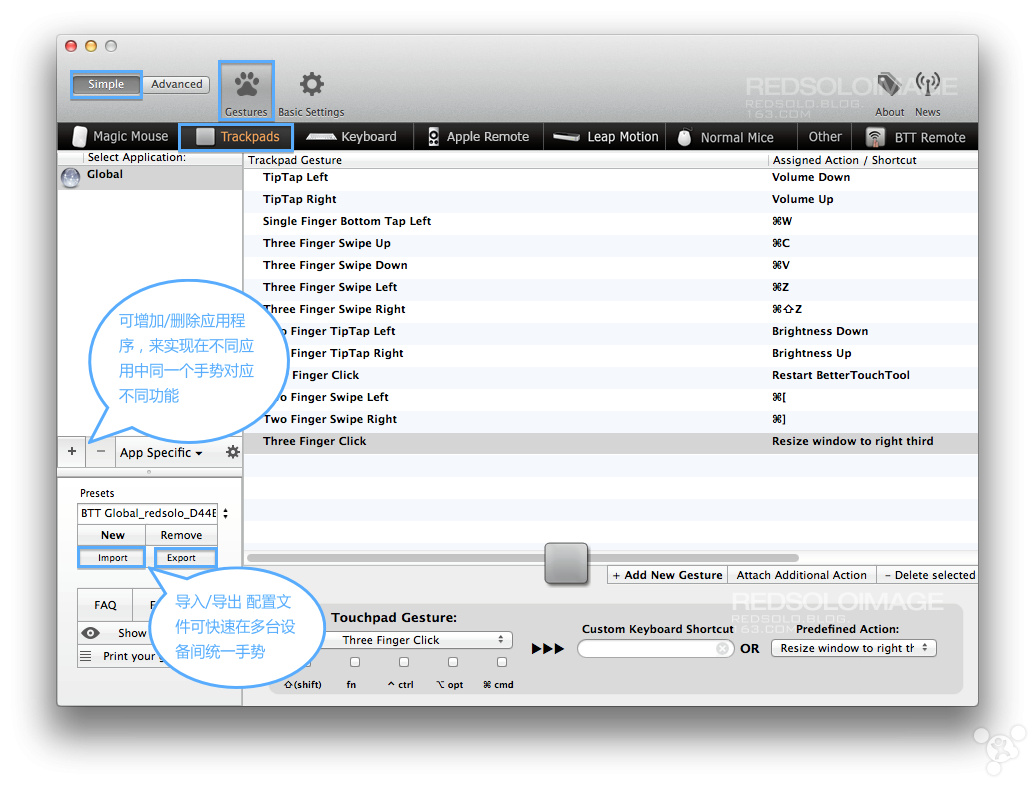 Simple
Advanced
Gestures
Basic Settings
REDSOLOIMAGE
REDSOLO.BLOG.
163.COM
About
News
Magic Mouse
Trackpads
Keyboard
Apple Remote
Leap Motion
Normal Mice
Other
BTT Remote
Select Application:
Global
Trackpad Gesture
Assigned Action / Shortcut
TipTap Left
Volume Down
TipTap Right
Volume Up
Single Finger Bottom Tap Left
⌘W
Three Finger Swipe Up
⌘C
Three Finger Swipe Down
⌘V
Three Finger Swipe Left
⌘Z
Three Finger Swipe Right
⌘⇧Z
Finger TipTap Left
Brightness Down
Finger TipTap Right
Brightness Up
Finger Click
Restart BetterTouchTool
Finger Swipe Left
⌘[
Two Finger Swipe Right
⌘]
Three Finger Click
Resize window to right third
可增加/删除应用程
序，来实现在不同应
用中同一个手势对应
不同功能
+
−
App Specific
Presets
BTT Global_redsolo_D44E
New
Remove
Import
Export
+ Add New Gesture
Attach Additional Action
− Delete selected
REDSOLOIMAGE
REDSOLO.BLOG.
163.COM
FAQ
Show
Print your
导入/导出 配置文
件可快速在多台设
备间统一手势
Touchpad Gesture:
Three Finger Click
⇧(shift)
fn
^ ctrl
⌥ opt
⌘ cmd
Custom Keyboard Shortcut
OR
Predefined Action:
Resize window to right th